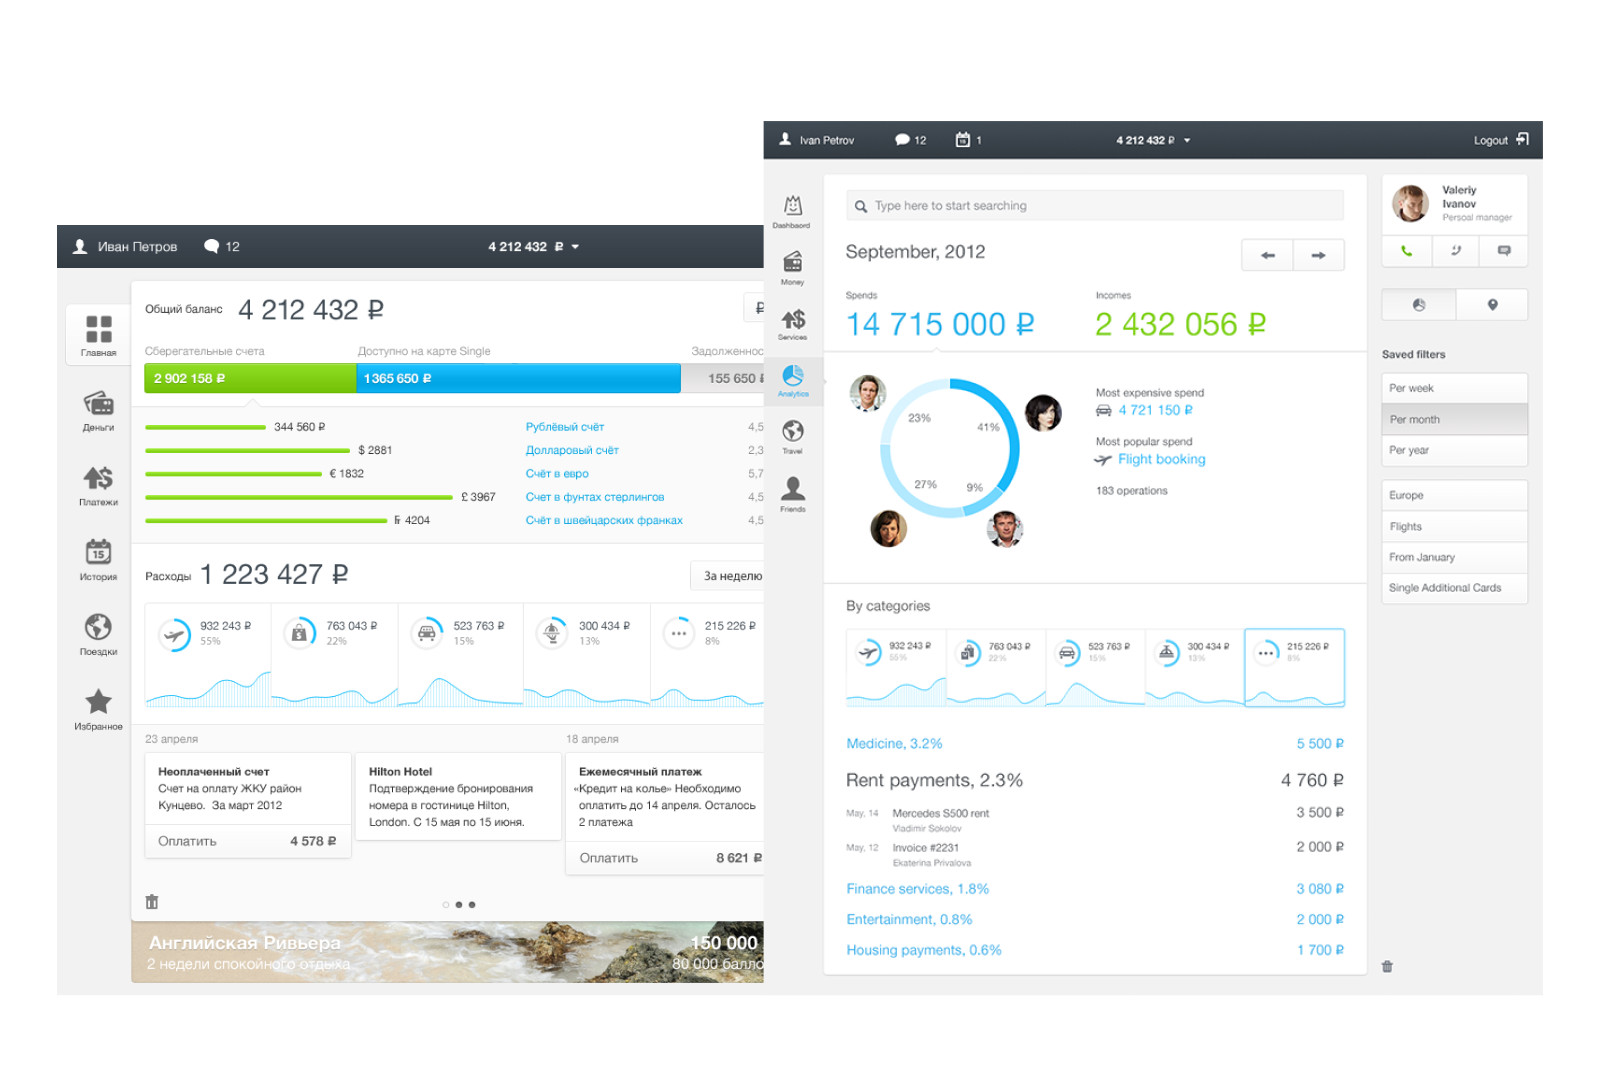 Иван Петров
12
4 212 432 ₽
Главная
Деньги
Платежи
15
История
Поездки
Избранное
Общий баланс 4 212 432 ₽
₽
Сберегательные счета
Доступно на карте Single
Задолженнос
2 902 158 ₽
1365 650 ₽
155 650
344 560 ₽ Рублёвый счёт 4,5
$ 2881 Долларовый счёт 2,3
€ 1832 Счёт в евро 5,7
£ 3967 Счет в фунтах стерлингов 4,5
₣ 4204 Счёт в швейцарских франках 4,5
Расходы 1 223 427 ₽
За неделю
932 243 ₽
55%
763 043 ₽
22%
523 763 ₽
15%
300 434 ₽
13%
215 226 ₽
8%
23 апреля
Неоплаченный счет
Счет на оплату ЖКУ район
Кунцево. За март 2012
Оплатить 4 578 ₽
Hilton Hotel
Подтверждение бронирования
номера в гостинице Hilton,
London. С 15 мая по 15 июня.
18 апреля
Ежемесячный платеж
«Кредит на колье» Необходимо
оплатить до 14 апреля. Осталось
2 платежа
Оплатить 8 621 ₽
Английская Ривьера
2 недели спокойного отдыха
150 000
80 000 балло
Ivan Petrov
12
1
4 212 432 ₽
Logout
Dashbaord
Money
Services
Analytics
Travel
Friends
Type here to start searching
September, 2012
Spends
14 715 000 ₽
Incomes
2 432 056 ₽
23%
41%
27%
9%
Most expensive spend
4 721 150 ₽
Most popular spend
Flight booking
183 operations
By categories
932 243 ₽
55%
763 043 ₽
22%
523 763 ₽
15%
300 434 ₽
13%
215 226 ₽
8%
Medicine, 3.2% 5 500 ₽
Rent payments, 2.3% 4 760 ₽
May, 14 Mercedes S500 rent 3 500 ₽
Vladimir Sokolov
May, 12 Invoice #2231 2 000 ₽
Ekaterina Privalova
Finance services, 1.8% 3 080 ₽
Entertainment, 0.8% 2 000 ₽
Housing payments, 0.6% 1 700 ₽
Valeriy
Ivanov
Persoal manager
Saved filters
Per week
Per month
Per year
Europe
Flights
From January
Single Additional Cards